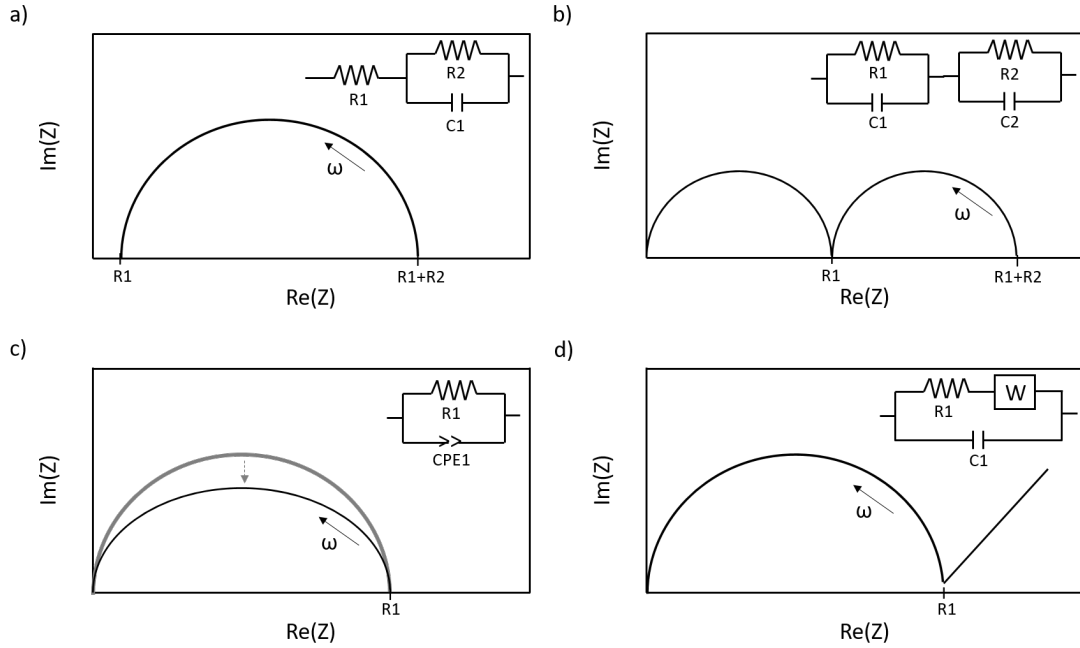 a)
R2
R1
C1
Im(Z)
ω
R1
R1+R2
Re(Z)
b)
R1
R2
C1
C2
Im(Z)
ω
R1
R1+R2
Re(Z)
c)
R1
CPE1
Im(Z)
ω
R1
Re(Z)
d)
W
R1
C1
Im(Z)
ω
R1
Re(Z)